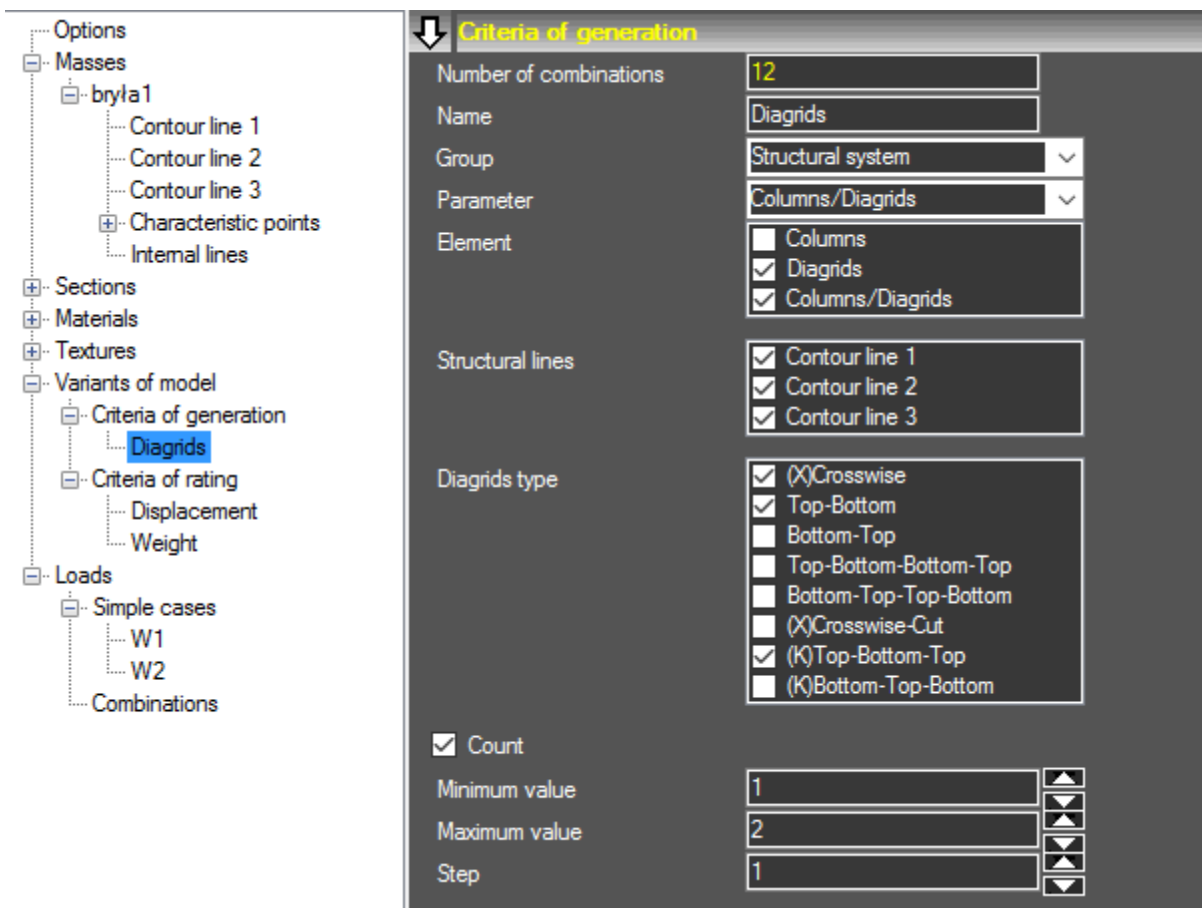 Options
Masses
bryła1
Contour line 1
Contour line 2
Contour line 3
Characteristic points
Internal lines
Sections
Materials
Textures
Variants of model
Criteria of generation
Diagrids
Criteria of rating
Displacement
Weight
Loads
Simple cases
W1
W2
Combinations
Criteria of generation
Number of combinations 12
Name Diagrids
Group Structural system
Parameter Columns/Diagrids
Element Columns
Diagrids
Columns/Diagrids
Structural lines Contour line 1
Contour line 2
Contour line 3
Diagrids type (X)Crosswise
Top-Bottom
Bottom-Top
Top-Bottom-Bottom-Top
Bottom-Top-Top-Bottom
(X)Crosswise-Cut
(K)Top-Bottom-Top
(K)Bottom-Top-Bottom
Count
Minimum value 1
Maximum value 2
Step 1